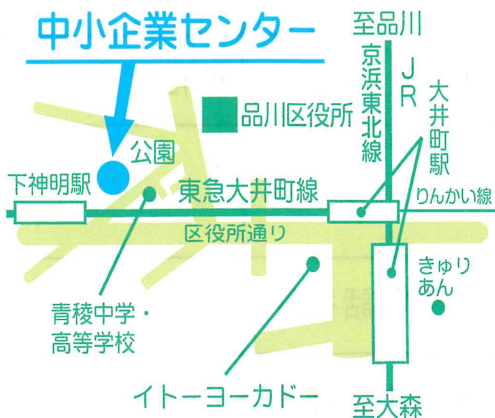 中小企業センター
至品川
京浜東北線
JR
大井町駅
品川区役所
公園
下神明駅
東急大井町線
りんかい線
区役所通り
きゅり
あん
青稜中学・
高等学校
イトーヨーカドー
至大森